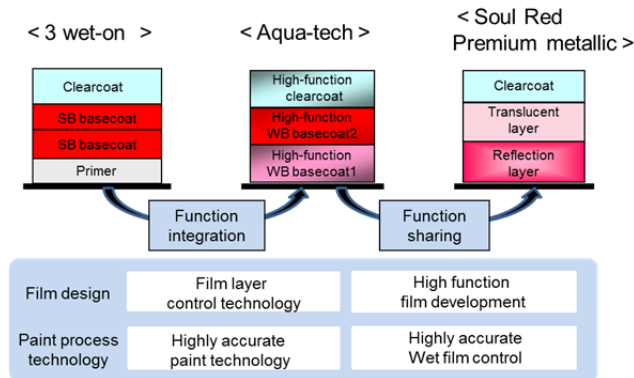 < 3 wet-on >
< Aqua-tech >
< Soul Red
Premium metallic >
Clearcoat
SB basecoat
SB basecoat
Primer
High-function
clearcoat
High-function
WB basecoat2
High-function
WB basecoat1
Clearcoat
Translucent
layer
Reflection
layer
Function
integration
Function
sharing
Film design
Film layer
control technology
High function
film development
Paint process
technology
Highly accurate
paint technology
Highly accurate
Wet film control